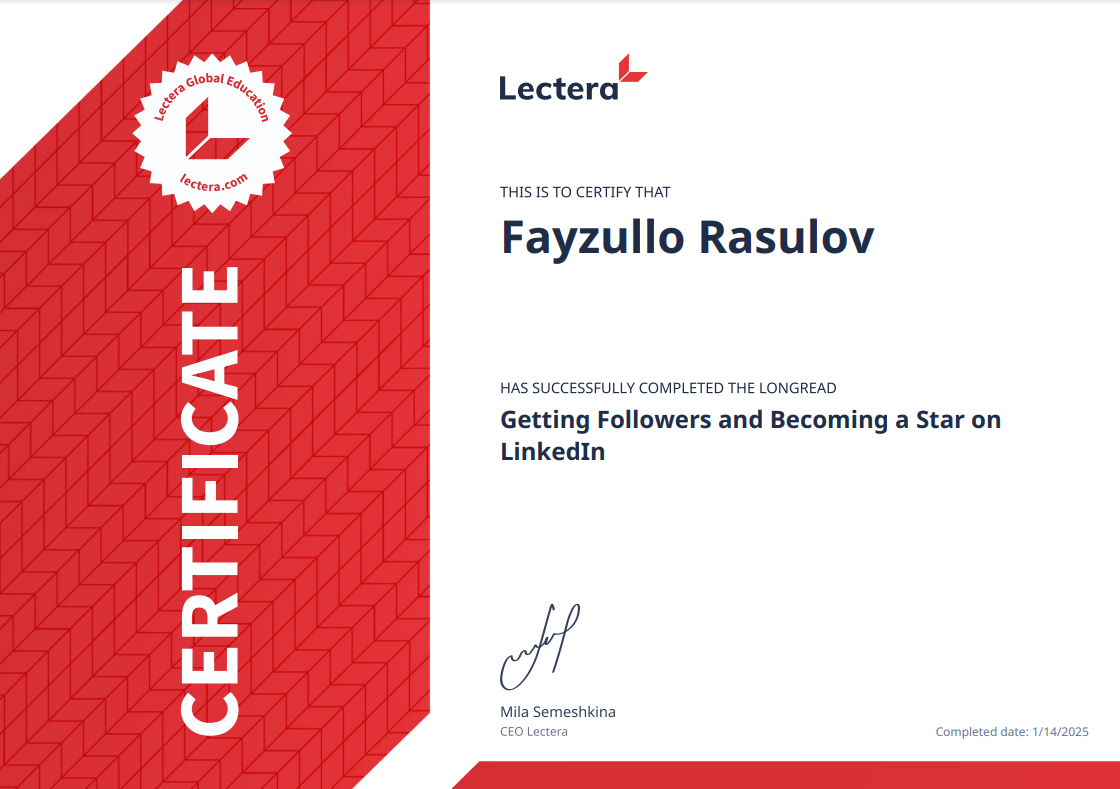 Lectera Global Education
lectera.com
CERTIFICATE
Lectera
THIS IS TO CERTIFY THAT
Fayzullo Rasulov
HAS SUCCESSFULLY COMPLETED THE LONGREAD
Getting Followers and Becoming a Star on
LinkedIn
Mila Semeshkina
CEO Lectera
Completed date: 1/14/2025